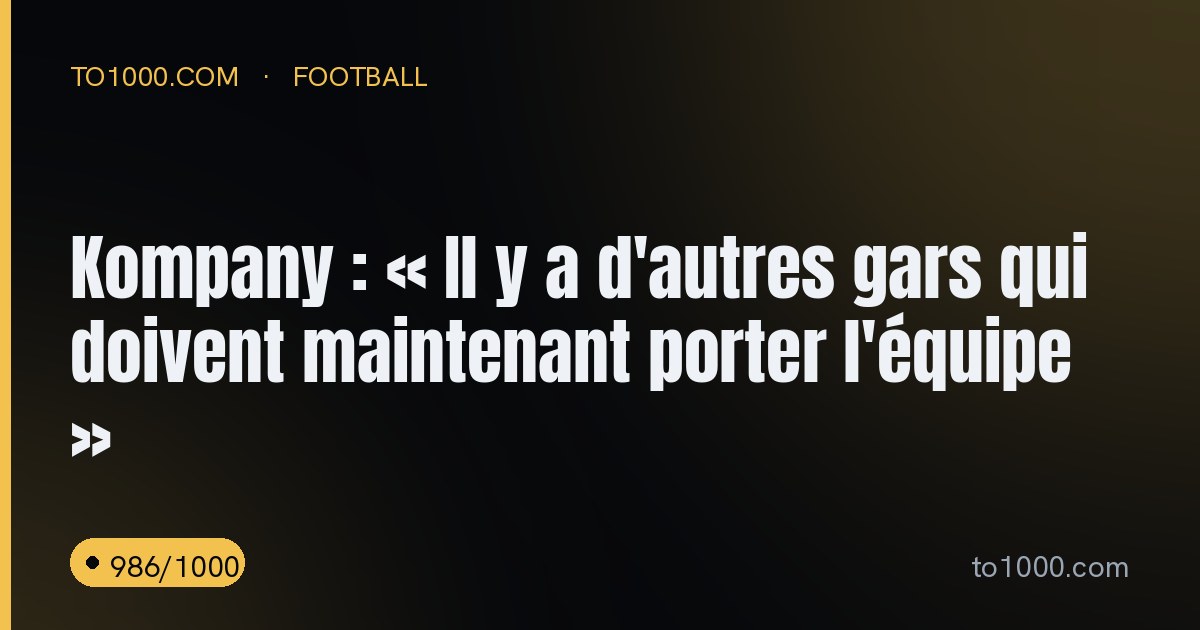 TO1000.COM · FOOTBALL
Kompany : « Il y a d'autres gars qui
doivent maintenant porter l'équipe
»
986/1000
to1000.com